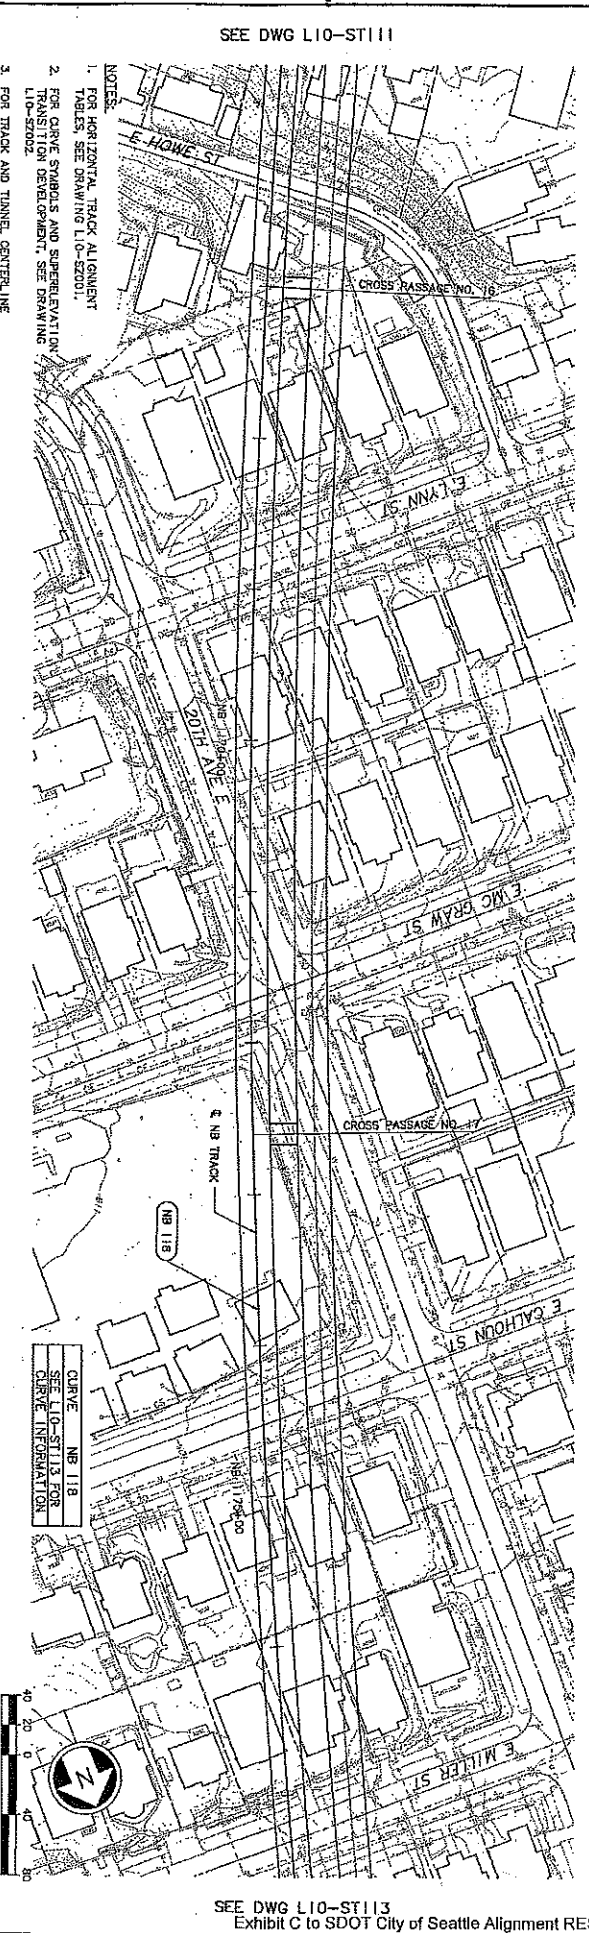 SEE DWG L10-ST111
NOTES:
1. FOR HORIZONTAL TRACK ALIGNMENT
TABLES, SEE DRAWING L10-SZ001.
2. FOR CURVE SYMBOLS AND SUPERELEVATION
TRANSITION DEVELOPMENT, SEE DRAWING
L10-SZ002.
3. FOR TRACK AND TUNNEL CENTERLINE
E HOWE ST
CROSS PASSAGE NO. 16
E LYNN ST
20TH AVE E
E MC GRAW ST
CROSS PASSAGE NO. 17
℄ NB TRACK
NB 118
E CALHOUN ST
CURVE NB 118
SEE L10-ST113 FOR
CURVE INFORMATION
E MILLER ST
N
40 20 0 40 80
SEE DWG L10-ST113
Exhibit C to SDOT City of Seattle Alignment RES